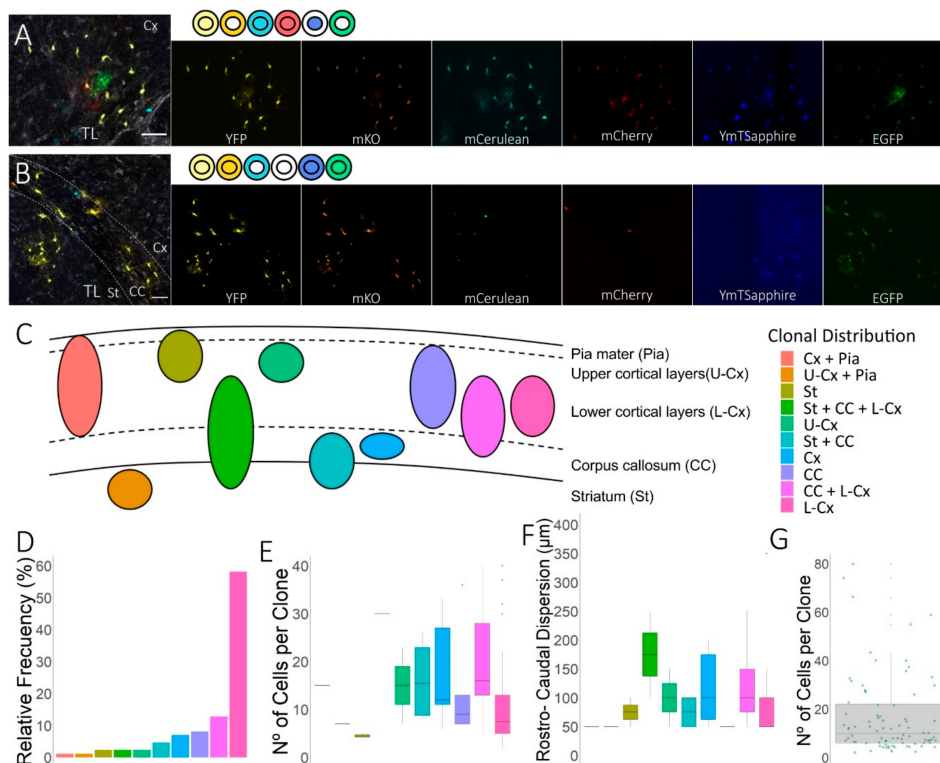 A
Cx
TL
YFP
mKO
mCerulean
mCherry
YmTSapphire
EGFP
B
Cx
TL St CC
YFP
mKO
mCerulean
mCherry
YmTSapphire
EGFP
C
Pia mater (Pia)
Upper cortical layers(U-Cx)
Lower cortical layers (L-Cx)
Corpus callosum (CC)
Striatum (St)
Clonal Distribution
Cx + Pia
U-Cx + Pia
St
St + CC + L-Cx
U-Cx
St + CC
Cx
CC
CC + L-Cx
L-Cx
D
Relative Frecuency (%)
60
50
40
30
20
10
0
E
Nº of Cells per Clone
40
30
20
10
0
F
Rostro- Caudal Dispersion (µm)
400
350
300
250
200
150
100
50
0
G
Nº of Cells per Clone
80
60
40
20
10
0